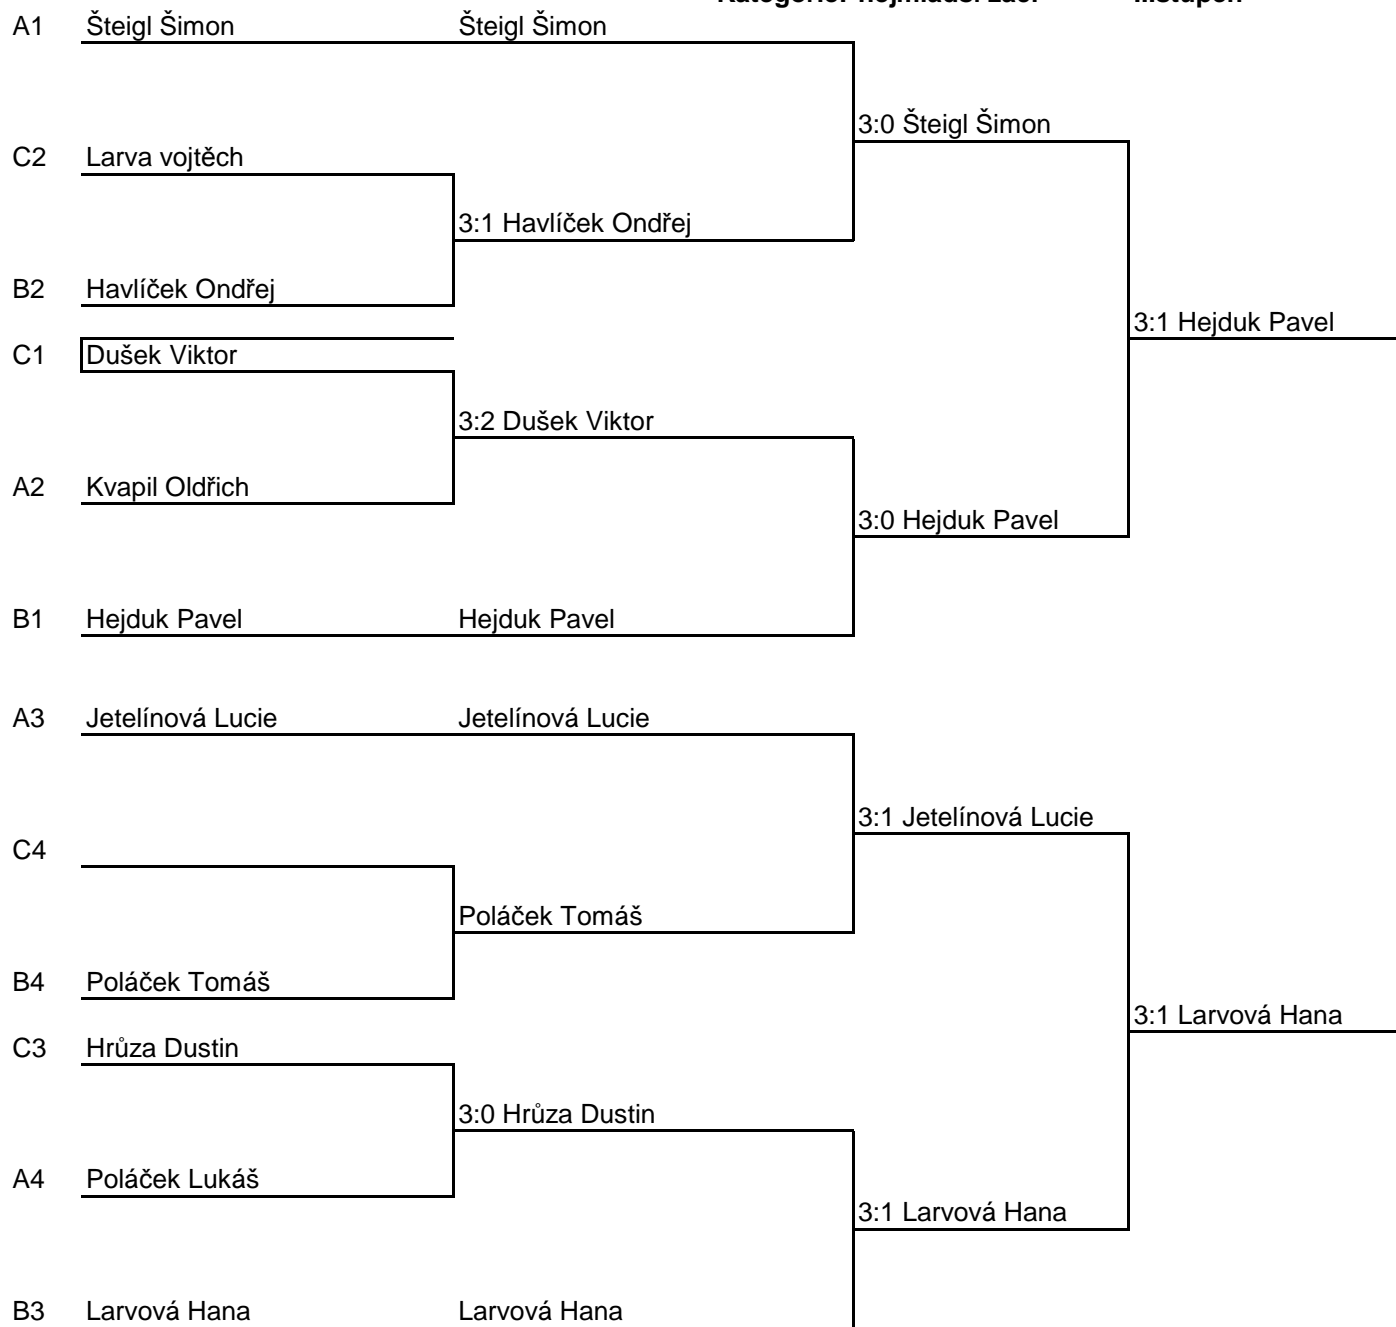 A1 Šteigl Šimon Šteigl Šimon
3:0 Šteigl Šimon
C2 Larva vojtěch
3:1 Havlíček Ondřej
B2 Havlíček Ondřej
3:1 Hejduk Pavel
C1 Dušek Viktor
3:2 Dušek Viktor
A2 Kvapil Oldřich
3:0 Hejduk Pavel
B1 Hejduk Pavel Hejduk Pavel
A3 Jetelínová Lucie Jetelínová Lucie
3:1 Jetelínová Lucie
C4
Poláček Tomáš
B4 Poláček Tomáš
3:1 Larvová Hana
C3 Hrůza Dustin
3:0 Hrůza Dustin
A4 Poláček Lukáš
3:1 Larvová Hana
B3 Larvová Hana Larvová Hana